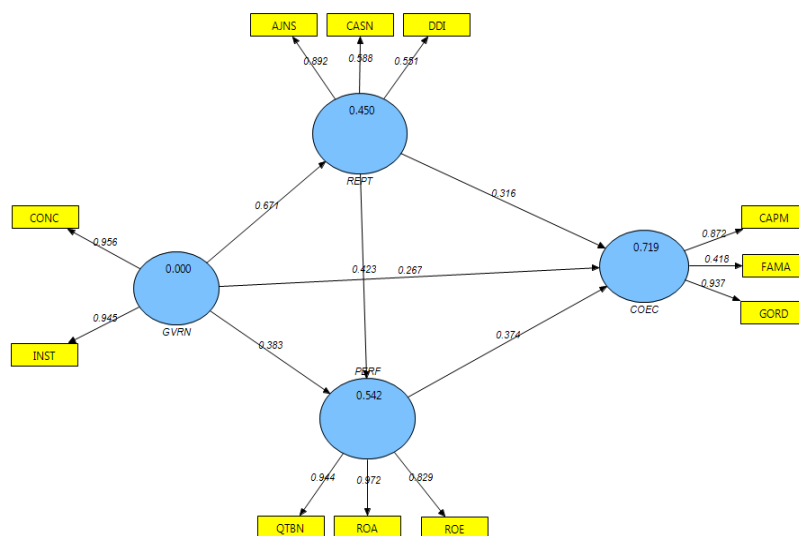 AJNS
CASN
DDI
0.892
0.588
0.551
0.450
REPT
0.671
0.316
CONC
0.956
CAPM
0.872
0.719
0.000
0.423
0.267
0.418
FAMA
0.937
COEC
GORD
GVRN
0.945
0.383
0.374
INST
PERF
0.542
0.944
0.972
0.829
QTBN
ROA
ROE